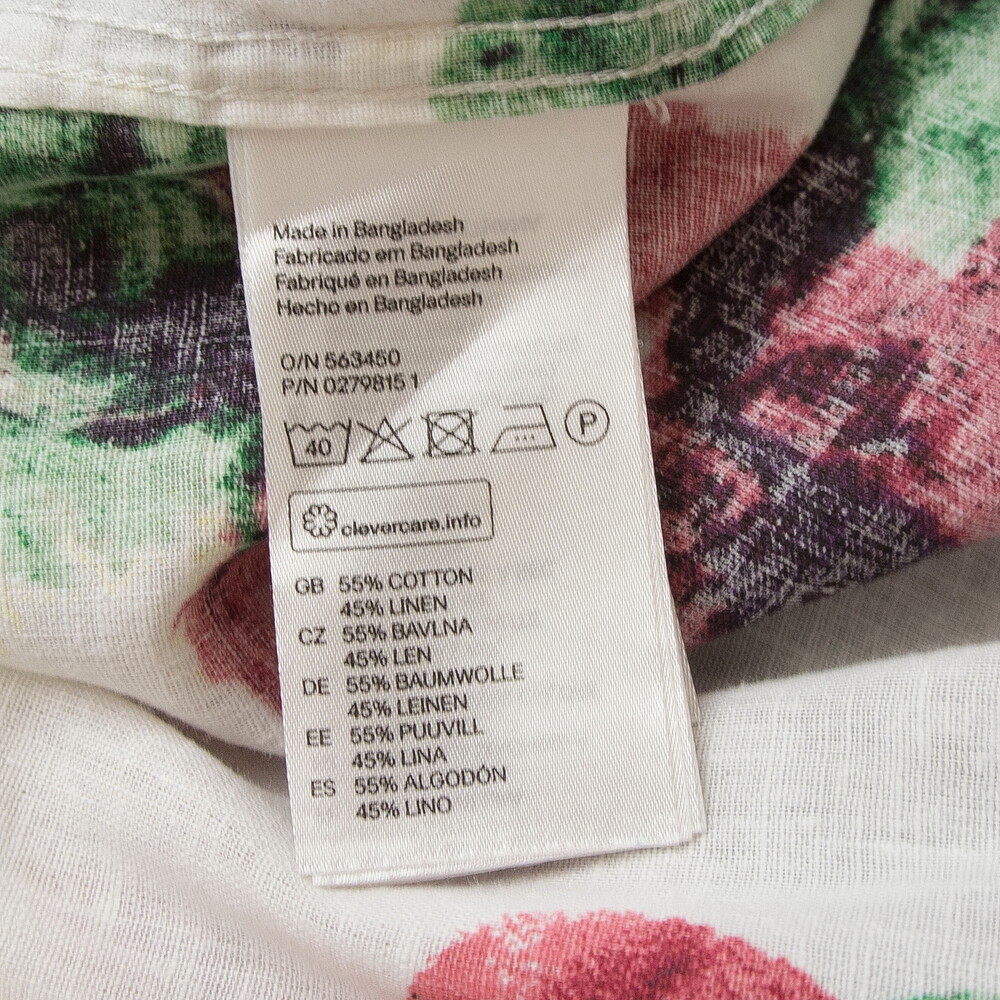 Made in Bangladesh
Fabricado em Bangladesh
Fabriqué en Bangladesh
Hecho en Bangladesh
O/N 563450
P/N 0279815 1
40 P
clevercare.info
GB 55% COTTON
45% LINEN
CZ 55% BAVLNA
45% LEN
DE 55% BAUMWOLLE
45% LEINEN
EE 55% PUUVILL
45% LINA
ES 55% ALGODÓN
45% LINO